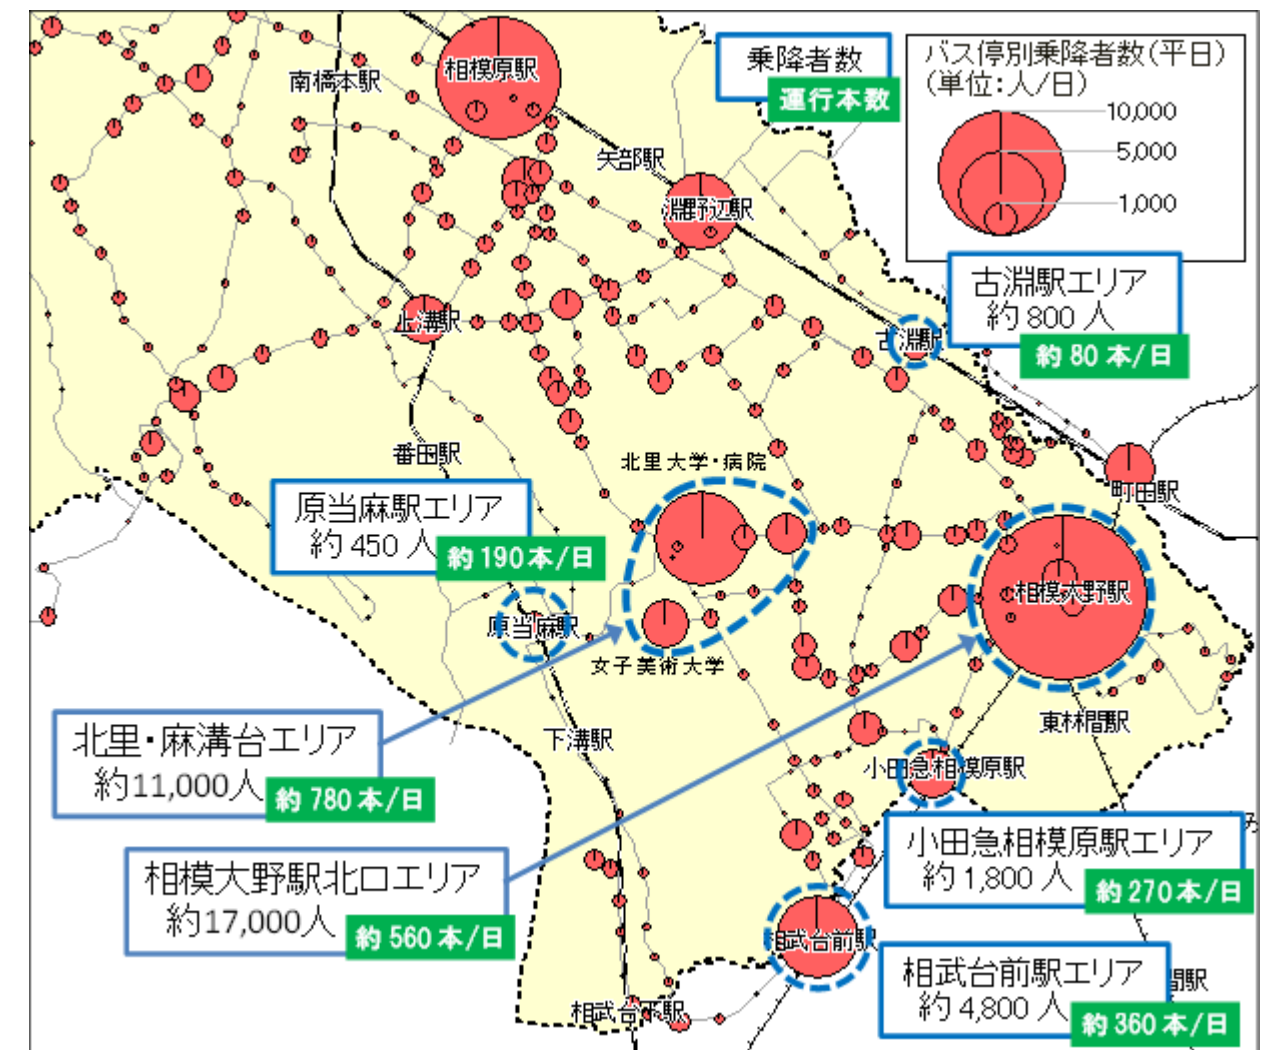 相模原駅
南橋本駅
乗降者数
運行本数
バス停別乗降者数(平日)
(単位:人/日)
10,000
5,000
1,000
矢部駅
淵野辺駅
古淵駅エリア
約 800 人
約 80 本/日
上溝駅
古淵駅
番田駅
北里大学・病院
町田駅
原当麻駅エリア
約 450 人
約 190本/日
相模大野駅
原当麻駅
女子美術大学
北里・麻溝台エリア
約11,000人
約 780 本/日
下溝駅
東林間駅
小田急相模原駅
相模大野駅北口エリア
約17,000人
約 560 本/日
小田急相模原駅エリア
約 1,800 人
約 270 本/日
相武台前駅
相武台前駅エリア
約 4,800 人
約 360 本/日
間駅
相武台下駅